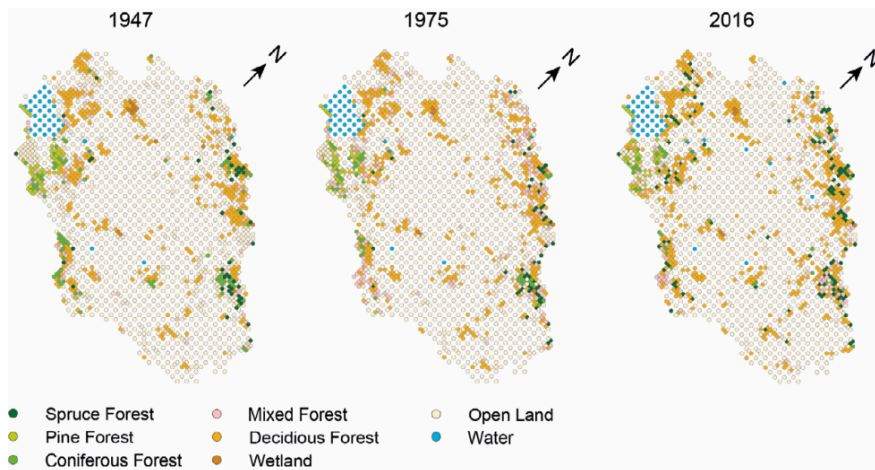 1947 1975 2016
N N N
Spruce Forest Mixed Forest Open Land
Pine Forest Decidious Forest Water
Coniferous Forest Wetland